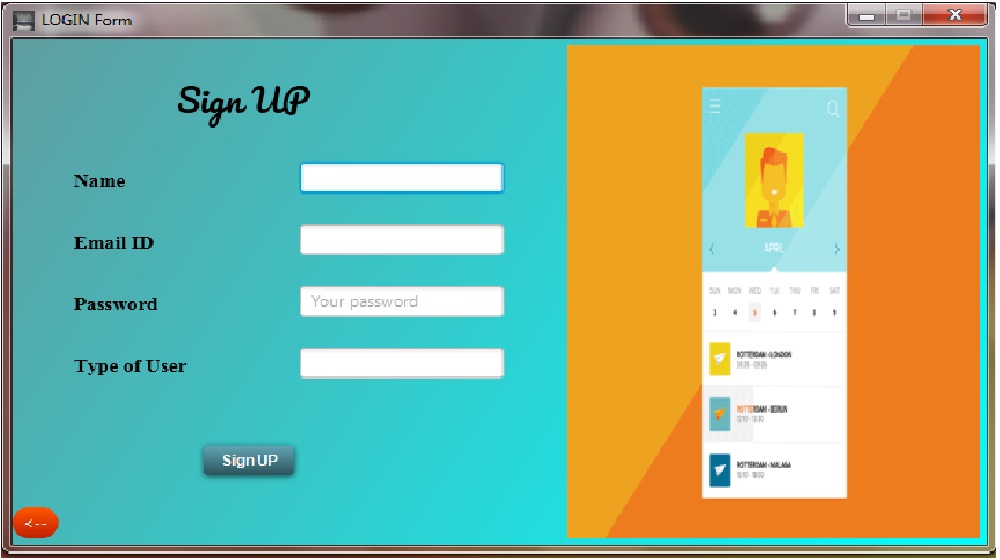 LOGIN Form
Sign UP
Name
Email ID
Password
Your password
Type of User
Sign UP
<--
APRIL
SUN MON WED TUE THU FRI SAT
3 4 5 6 7 8 9
ROTTERDAM - LONDON
ROTTERDAM - BERLIN
ROTTERDAM - MALAGA